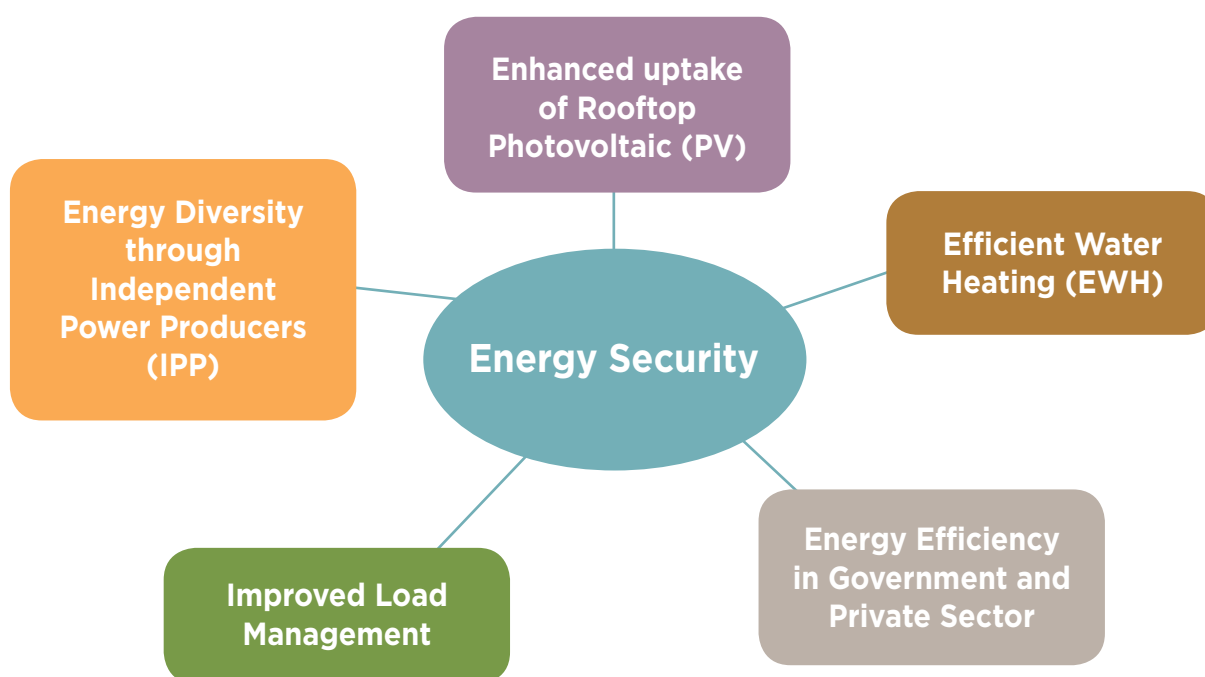 Enhanced uptake
of Rooftop
Photovoltaic (PV)
Energy Diversity
through
Independent
Power Producers
(IPP)
Efficient Water
Heating (EWH)
Energy Security
Energy Efficiency
in Government and
Private Sector
Improved Load
Management